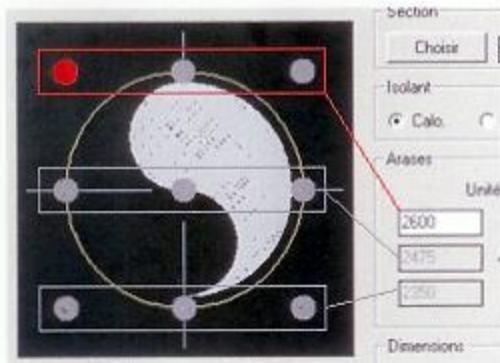 Section
Choisir
Isolant
Calo.
Arases
Unité
2600
2475
2350
Dimensions